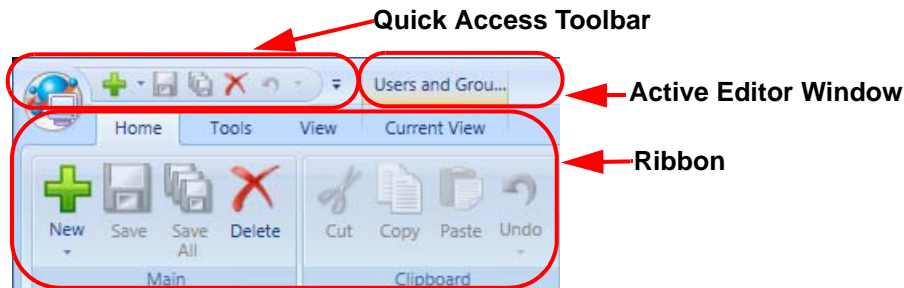 Quick Access Toolbar
Users and Grou...
Active Editor Window
Home Tools View Current View
Ribbon
New Save Save All Delete Cut Copy Paste Undo
Main Clipboard